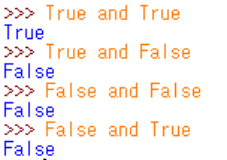 >>> True and True
True
>>> True and False
False
>>> False and False
False
>>> False and True
False